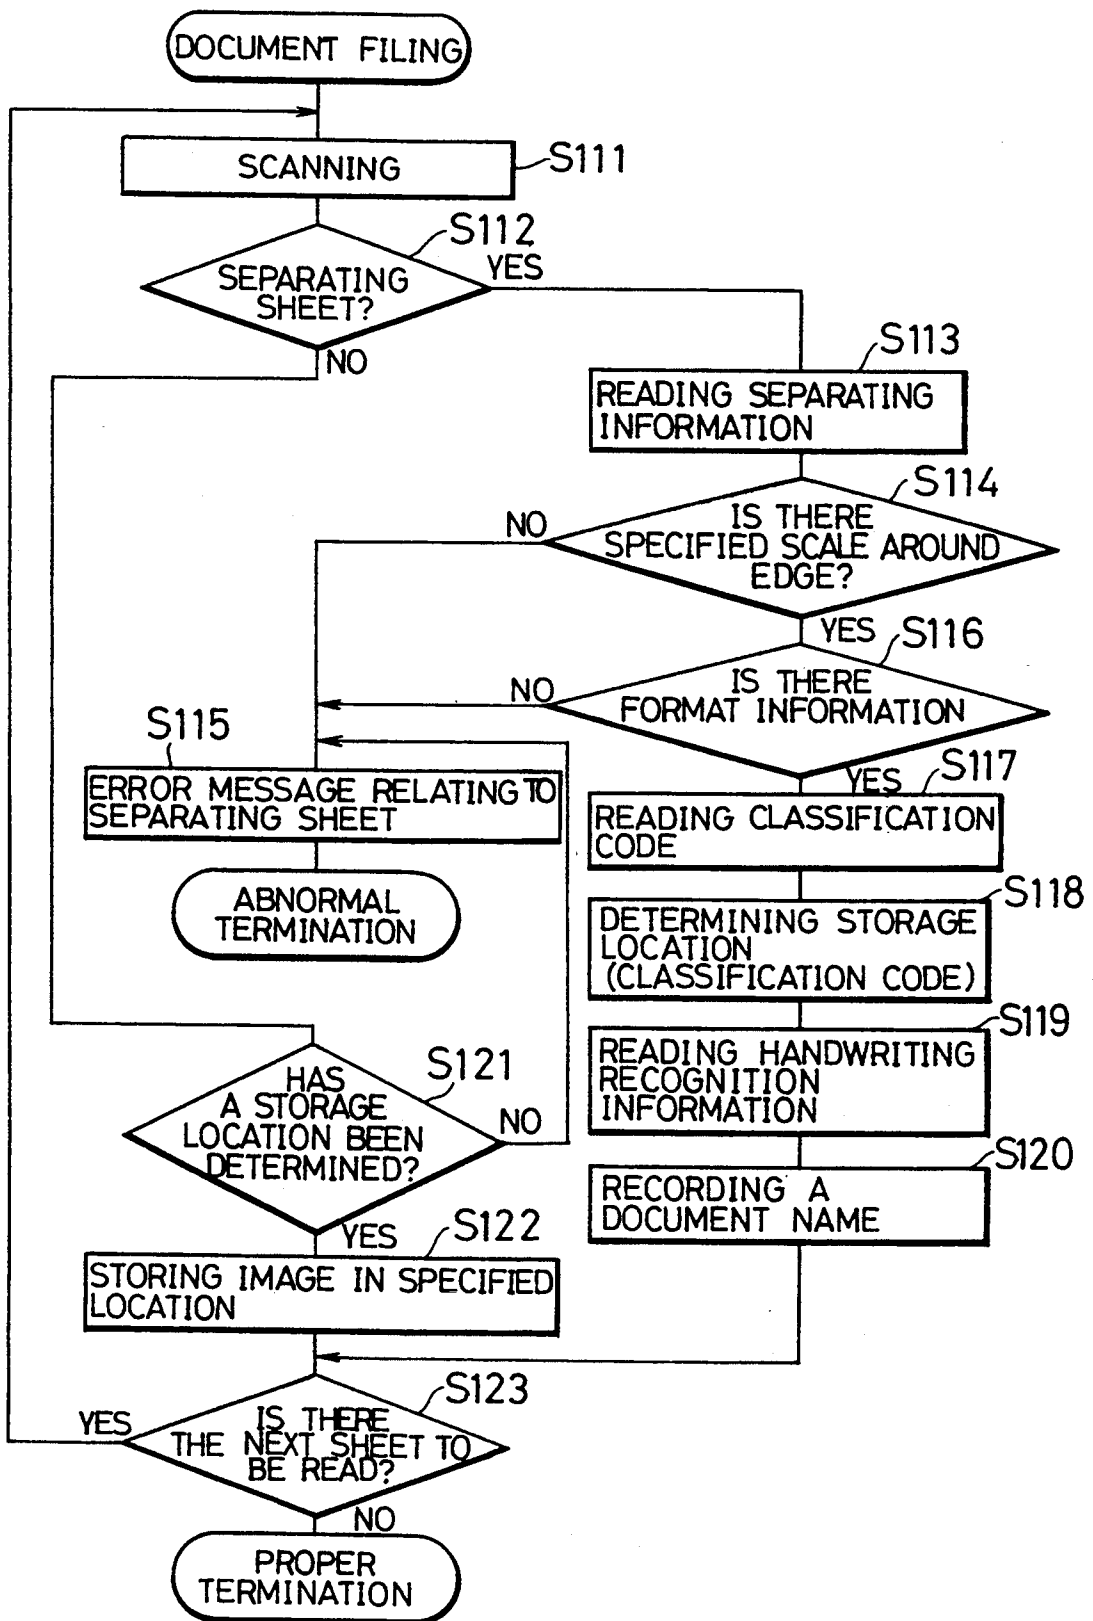 DOCUMENT FILING
SCANNING
S111
S112
SEPARATING
SHEET?
YES
NO
S113
READING SEPARATING
INFORMATION
S114
IS THERE
SPECIFIED SCALE AROUND
EDGE?
NO
YES
S116
IS THERE
FORMAT INFORMATION
NO
YES
S115
ERROR MESSAGE RELATING TO
SEPARATING SHEET
ABNORMAL
TERMINATION
S117
READING CLASSIFICATION
CODE
S118
DETERMINING STORAGE
LOCATION
(CLASSIFICATION CODE)
S119
READING HANDWRITING
RECOGNITION
INFORMATION
S120
RECORDING A
DOCUMENT NAME
S121
HAS
A STORAGE
LOCATION BEEN
DETERMINED?
NO
YES
S122
STORING IMAGE IN SPECIFIED
LOCATION
S123
IS THERE
THE NEXT SHEET TO
BE READ?
YES
NO
PROPER
TERMINATION